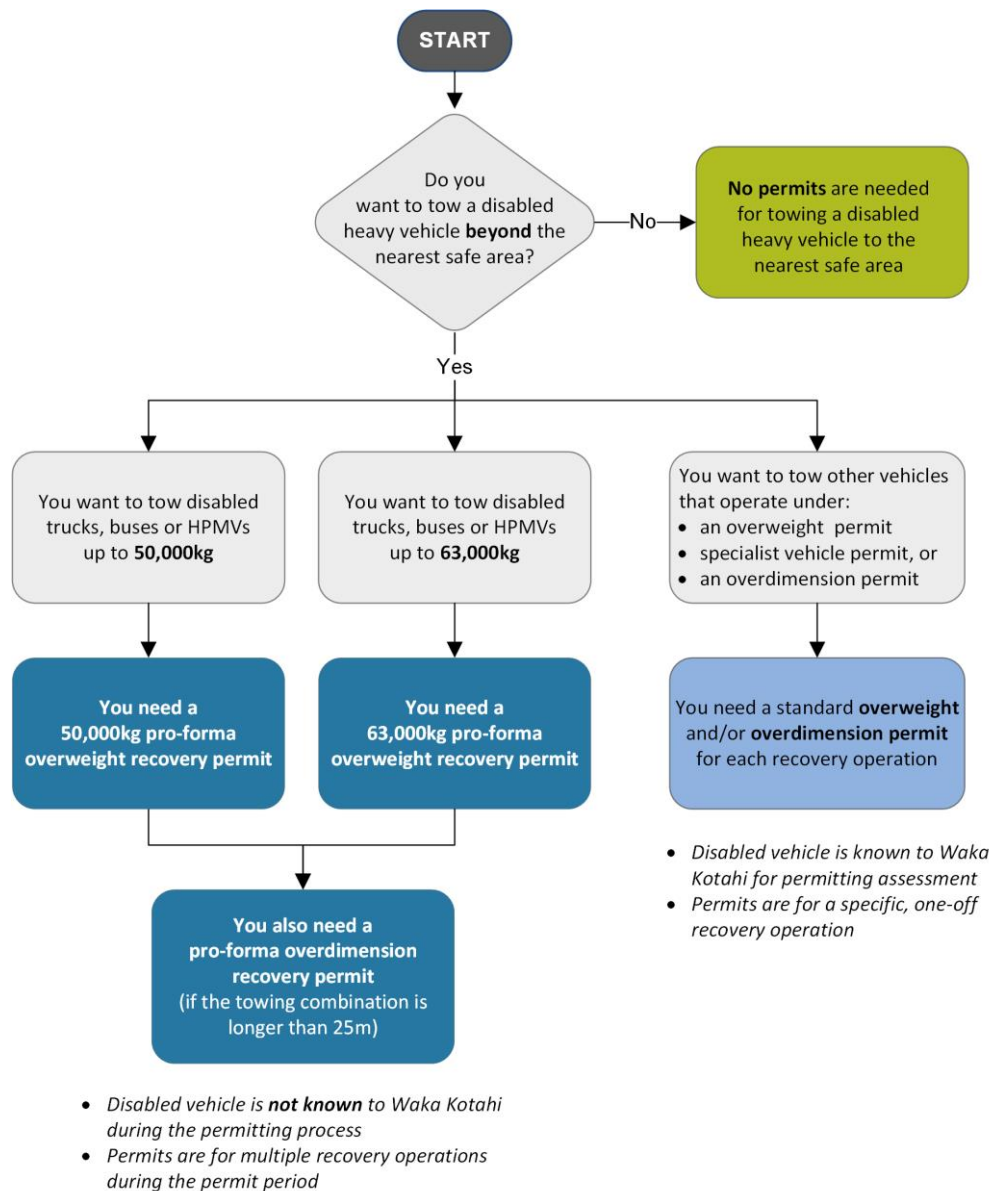 START
Do you
want to tow a disabled
heavy vehicle beyond the
nearest safe area?
No
No permits are needed
for towing a disabled
heavy vehicle to the
nearest safe area
Yes
You want to tow disabled
trucks, buses or HPMVs
up to 50,000kg
You want to tow disabled
trucks, buses or HPMVs
up to 63,000kg
You want to tow other vehicles
that operate under:
• an overweight permit
• specialist vehicle permit, or
• an overdimension permit
You need a
50,000kg pro-forma
overweight recovery permit
You need a
63,000kg pro-forma
overweight recovery permit
You need a standard overweight
and/or overdimension permit
for each recovery operation
• Disabled vehicle is known to Waka
Kotahi for permitting assessment
• Permits are for a specific, one-off
recovery operation
You also need a
pro-forma overdimension
recovery permit
(if the towing combination is
longer than 25m)
• Disabled vehicle is not known to Waka Kotahi
during the permitting process
• Permits are for multiple recovery operations
during the permit period